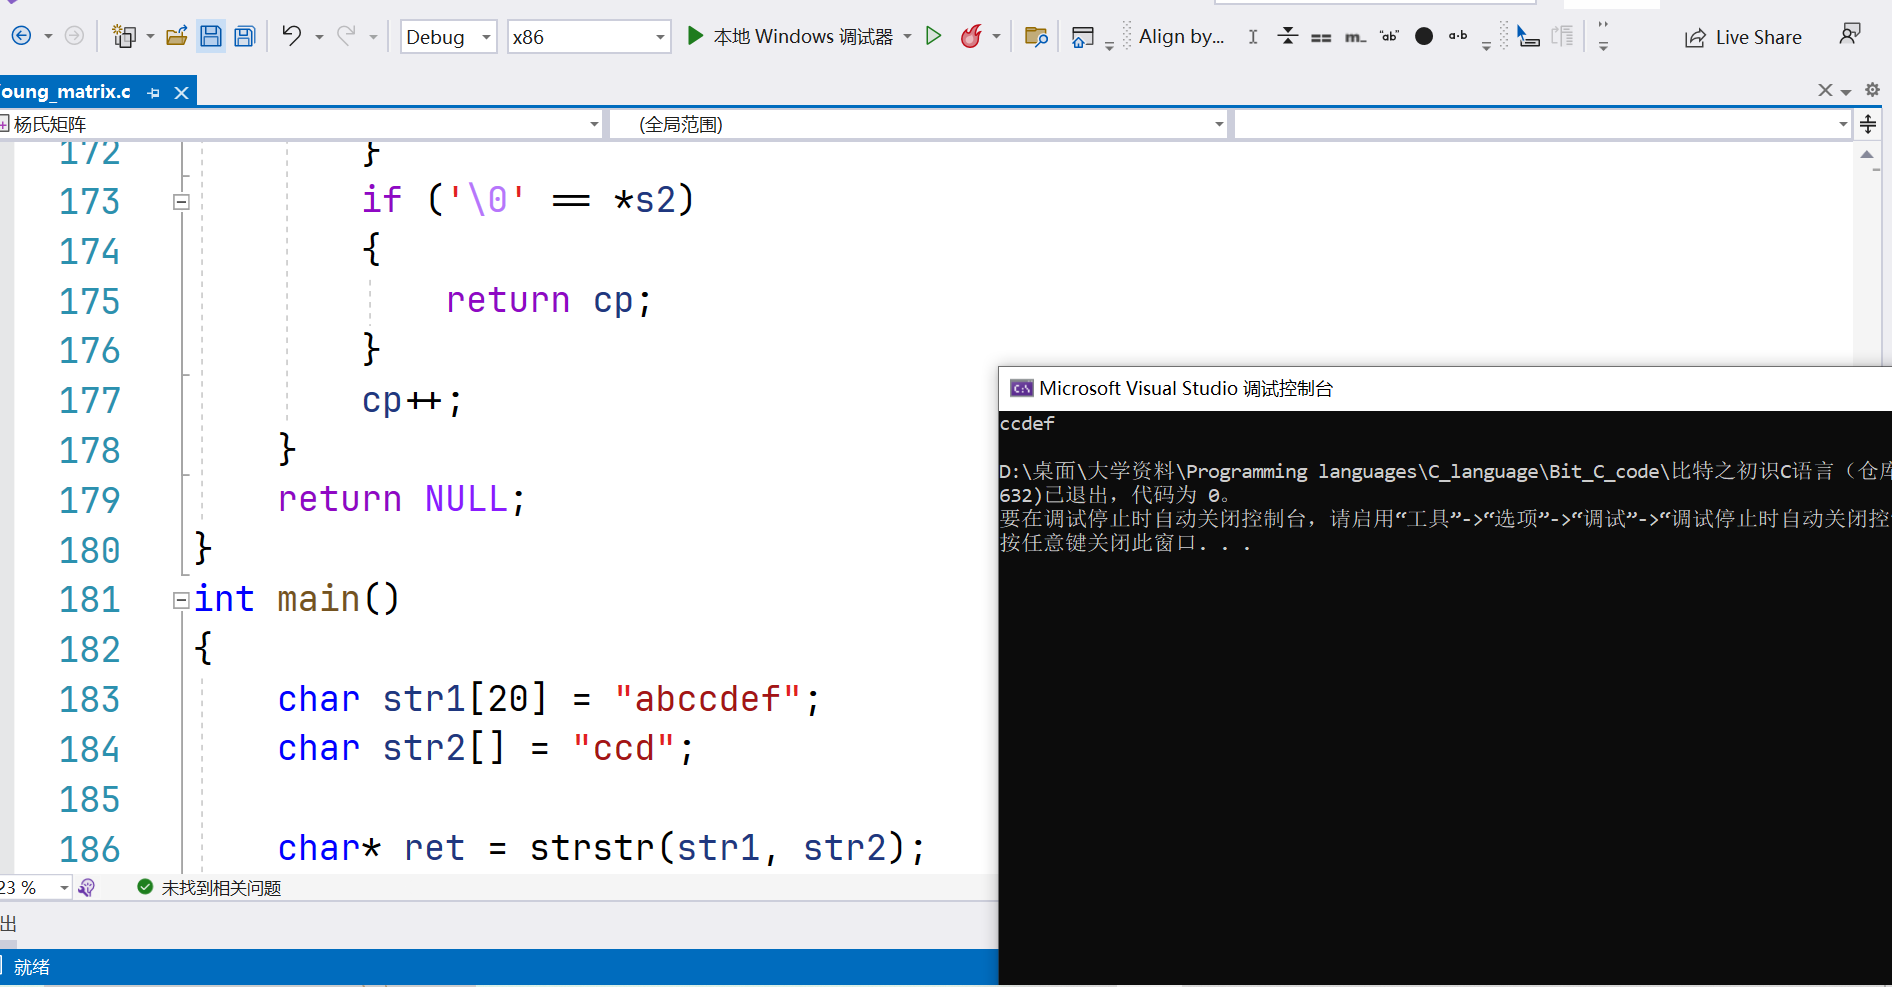 Debug x86 本地 Windows 调试器 Align by... Live Share
oung_matrix.c
杨氏矩阵 (全局范围)
172 }
173 if ('\0' == *s2)
174 {
175 return cp;
176 }
177 cp++;
178 }
179 return NULL;
180 }
181 int main()
182 {
183 char str1[20] = "abccdef";
184 char str2[] = "ccd";
185
186 char* ret = strstr(str1, str2);
23 % 未找到相关问题
出
就绪
Microsoft Visual Studio 调试控制台
ccdef
D:\桌面\大学资料\Programming languages\C_language\Bit_C_code\比特之初识C语言（仓库
632)已退出，代码为 0。
要在调试停止时自动关闭控制台，请启用“工具”->“选项”->“调试”->“调试停止时自动关闭控
按任意键关闭此窗口. . .